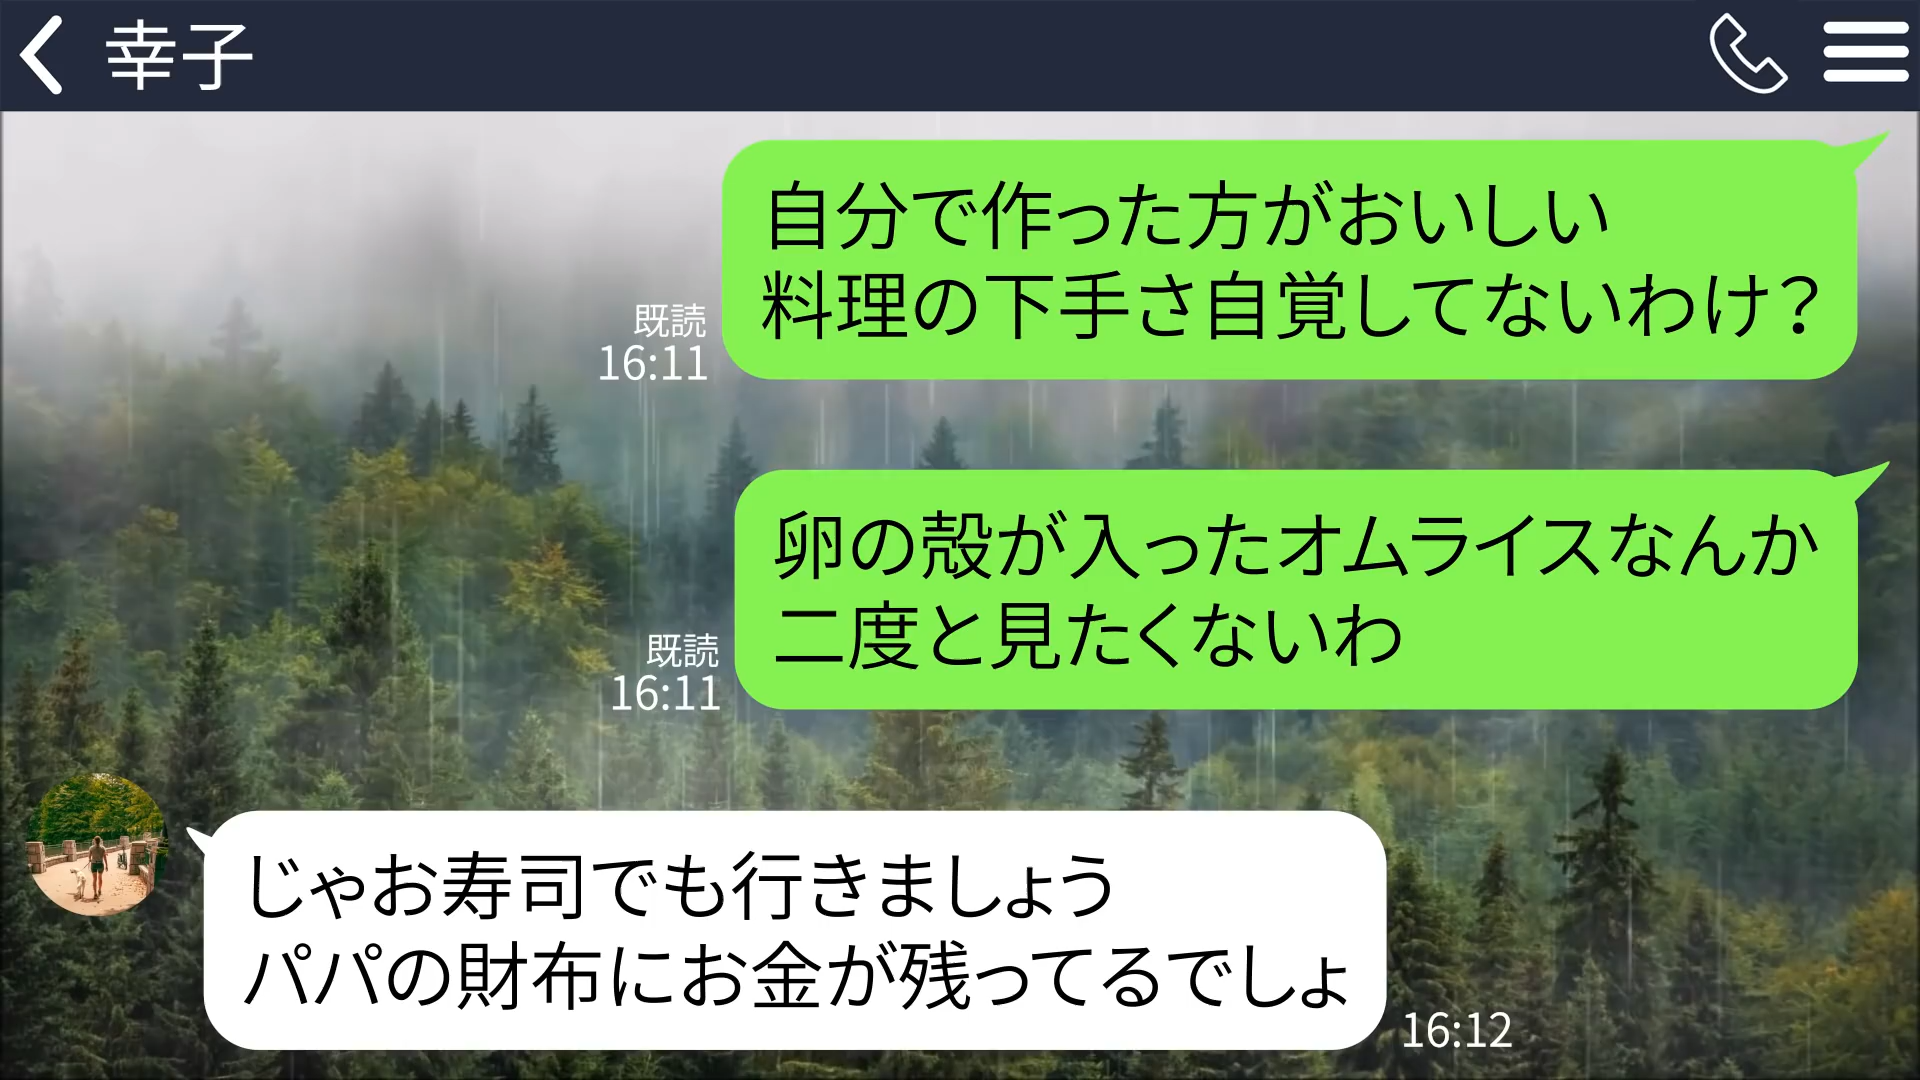 幸子
自分で作った方がおいしい
料理の下手さ自覚してないわけ？
既読
16:11
卵の殻が入ったオムライスなんか
二度と見たくないわ
既読
16:11
じゃお寿司でも行きましょう
パパの財布にお金が残ってるでしょ
16:12